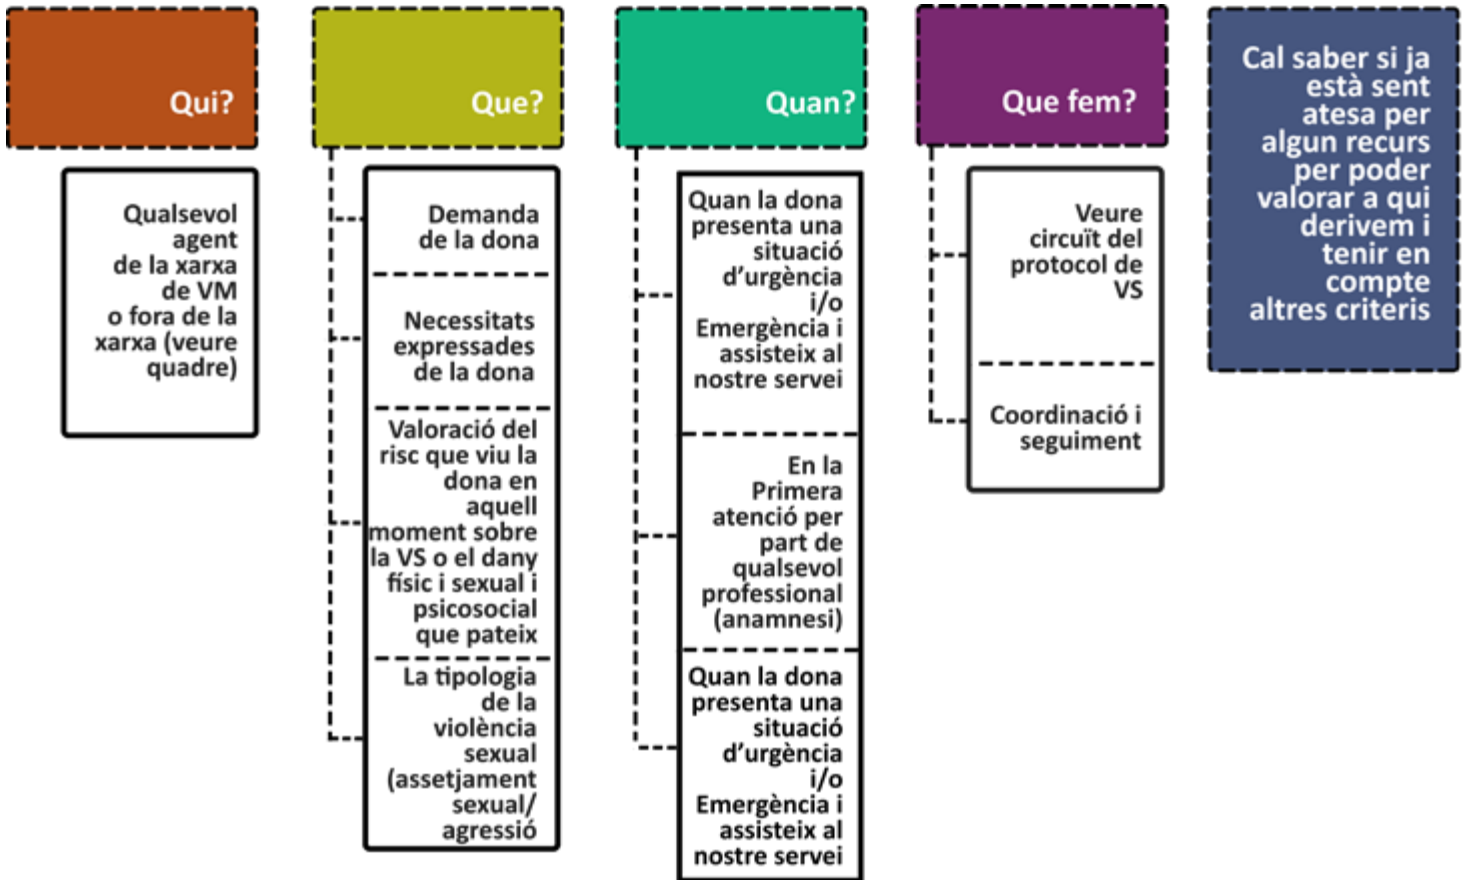 Qui?
Qualsevol
agent
de la xarxa
de VM
o fora de la
xarxa (veure
quadre)
Que?
Demanda
de la dona
Necessitats
expressades
de la dona
Valoració del
risc que viu la
dona en
aquell
moment sobre
la VS o el dany
físic i sexual i
psicosocial
que pateix
La tipologia
de la
violència
sexual
(assetjament
sexual/
agressió
Quan?
Quan la dona
presenta una
situació
d’urgència
i/o
Emergència i
assisteix al
nostre servei
En la
Primera
atenció per
part de
qualsevol
professional
(anamnesi)
Quan la dona
presenta una
situació
d’urgència
i/o
Emergència i
assisteix al
nostre servei
Que fem?
Veure
circuït del
protocol de
VS
Coordinació i
seguiment
Cal saber si ja
està sent
atesa per
algun recurs
per poder
valorar a qui
derivem i
tenir en
compte
altres criteris